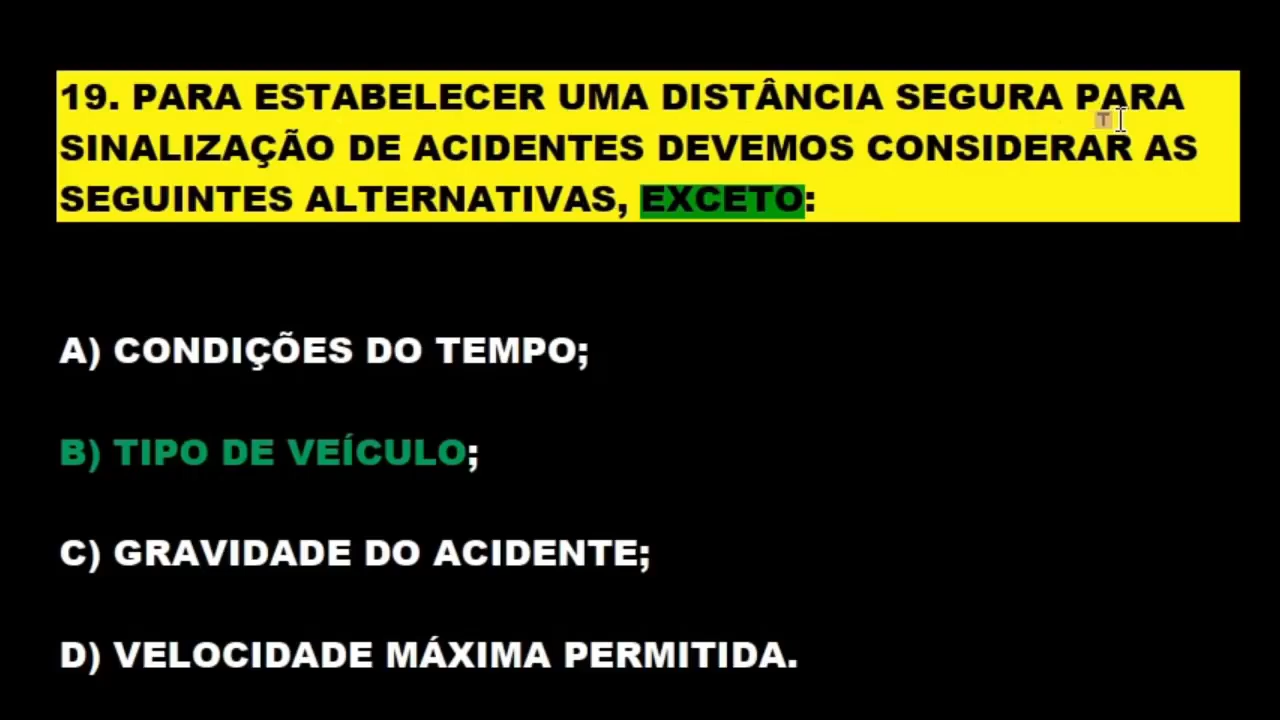 19. PARA ESTABELECER UMA DISTÂNCIA SEGURA PARA
SINALIZAÇÃO DE ACIDENTES DEVEMOS CONSIDERAR AS
SEGUINTES ALTERNATIVAS, EXCETO:
A) CONDIÇÕES DO TEMPO;
B) TIPO DE VEÍCULO;
C) GRAVIDADE DO ACIDENTE;
D) VELOCIDADE MÁXIMA PERMITIDA.